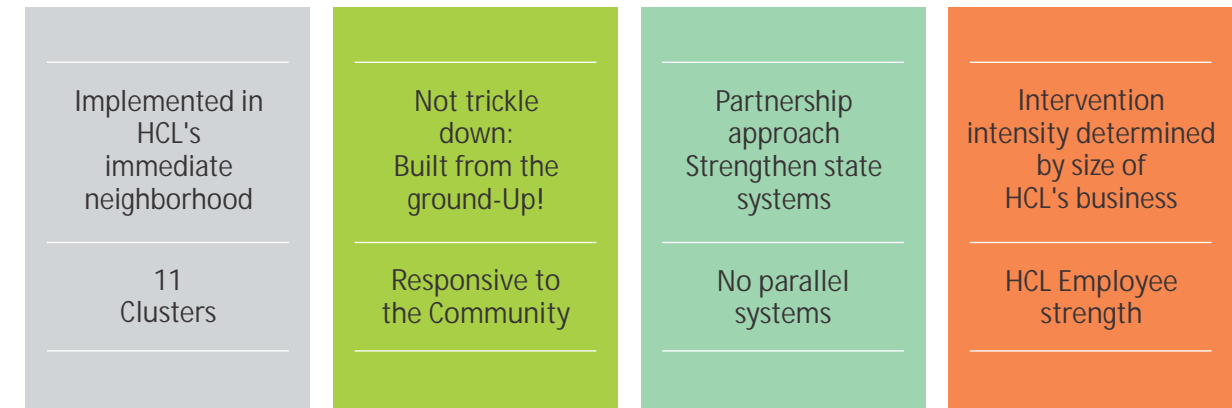 Implemented in
HCL's
immediate
neighborhood
11
Clusters
Not trickle
down:
Built from the
ground-Up!
Responsive to
the Community
Partnership
approach
Strengthen state
systems
No parallel
systems
Intervention
intensity determined
by size of
HCL's business
HCL Employee
strength